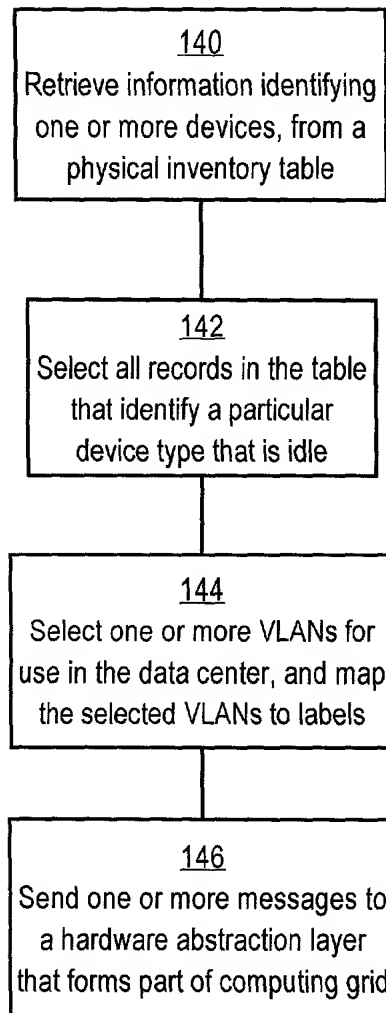 140
Retrieve information identifying
one or more devices, from a
physical inventory table
142
Select all records in the table
that identify a particular
device type that is idle
144
Select one or more VLANs for
use in the data center, and map
the selected VLANs to labels
146
Send one or more messages to
a hardware abstraction layer
that forms part of computing grid